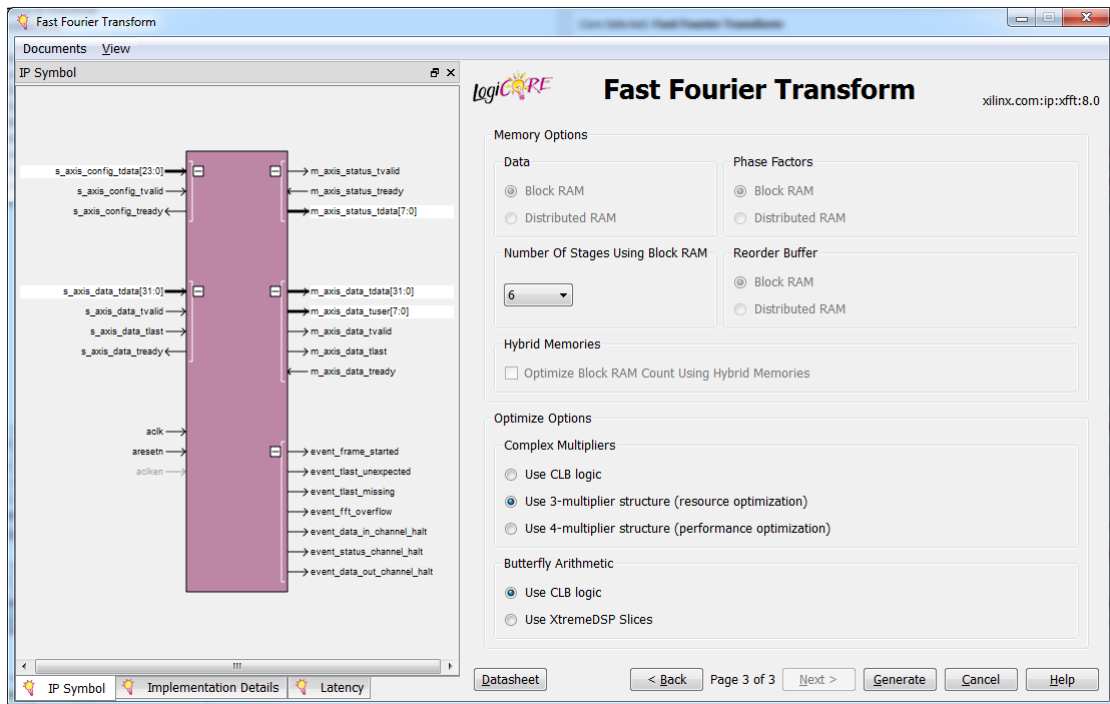 Fast Fourier Transform
Core Selected: Fast Fourier Transform
Documents View
IP Symbol
s_axis_config_tdata[23:0]
s_axis_config_tvalid
s_axis_config_tready
m_axis_status_tvalid
m_axis_status_tready
m_axis_status_tdata[7:0]
s_axis_data_tdata[31:0]
s_axis_data_tvalid
s_axis_data_tlast
s_axis_data_tready
m_axis_data_tdata[31:0]
m_axis_data_tuser[7:0]
m_axis_data_tvalid
m_axis_data_tlast
m_axis_data_tready
aclk
aresetn
aclken
event_frame_started
event_tlast_unexpected
event_tlast_missing
event_fft_overflow
event_data_in_channel_halt
event_status_channel_halt
event_data_out_channel_halt
IP Symbol Implementation Details Latency
LogiCORE
Fast Fourier Transform
xilinx.com:ip:xfft:8.0
Memory Options
Data
Block RAM
Distributed RAM
Phase Factors
Block RAM
Distributed RAM
Number Of Stages Using Block RAM
6
Reorder Buffer
Block RAM
Distributed RAM
Hybrid Memories
Optimize Block RAM Count Using Hybrid Memories
Optimize Options
Complex Multipliers
Use CLB logic
Use 3-multiplier structure (resource optimization)
Use 4-multiplier structure (performance optimization)
Butterfly Arithmetic
Use CLB logic
Use XtremeDSP Slices
Datasheet < Back Page 3 of 3 Next > Generate Cancel Help